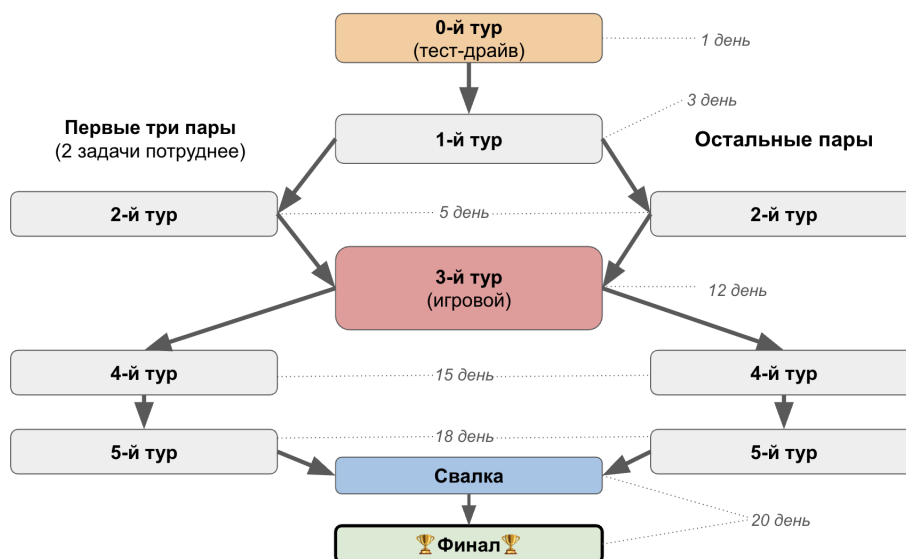 0-й тур
(тест-драйв)
1 день
3 день
Первые три пары
(2 задачи потруднее)
1-й тур
Остальные пары
2-й тур
5 день
2-й тур
3-й тур
(игровой)
12 день
4-й тур
15 день
4-й тур
5-й тур
18 день
5-й тур
Свалка
20 день
🏆Финал🏆